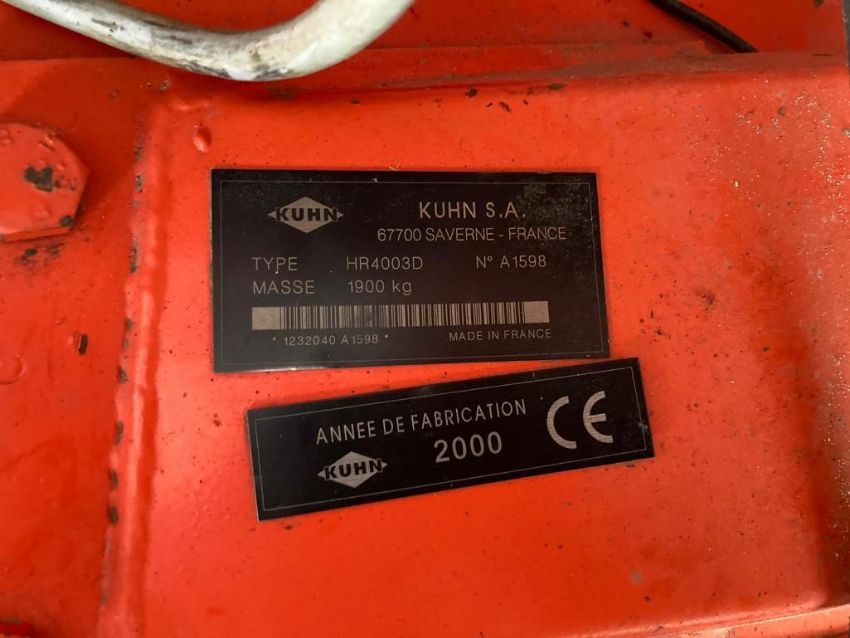 KUHN
KUHN S.A.
67700 SAVERNE - FRANCE
TYPE HR4003D N° A1598
MASSE 1900 kg
* 1232040 A1598 * MADE IN FRANCE
ANNEE DE FABRICATION
KUHN 2000 CE